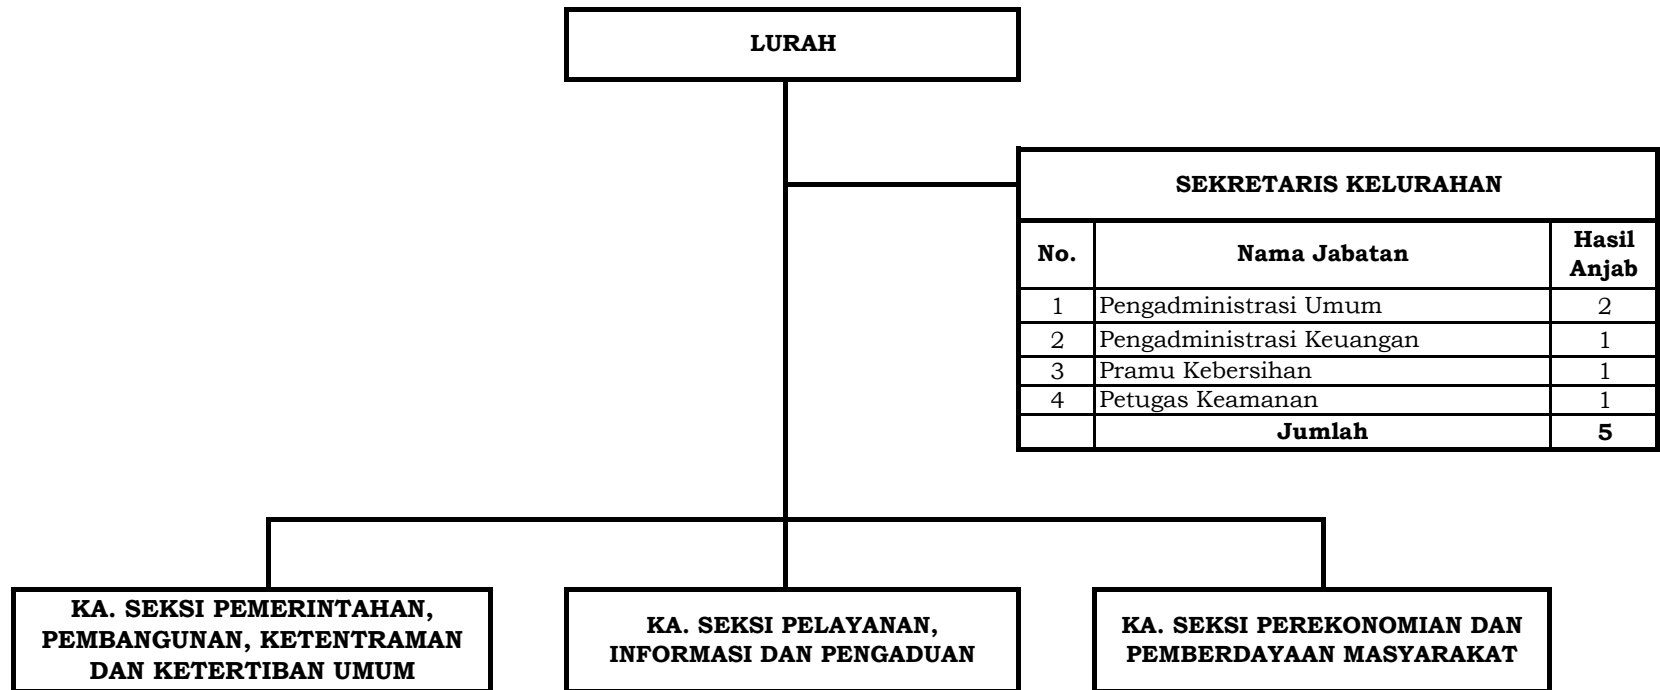 LURAH
SEKRETARIS KELURAHAN
No. Nama Jabatan Hasil Anjab
1 Pengadministrasi Umum 2
2 Pengadministrasi Keuangan 1
3 Pramu Kebersihan 1
4 Petugas Keamanan 1
Jumlah 5
KA. SEKSI PEMERINTAHAN,
PEMBANGUNAN, KETENTRAMAN
DAN KETERTIBAN UMUM
KA. SEKSI PELAYANAN,
INFORMASI DAN PENGADUAN
KA. SEKSI PEREKONOMIAN DAN
PEMBERDAYAAN MASYARAKAT